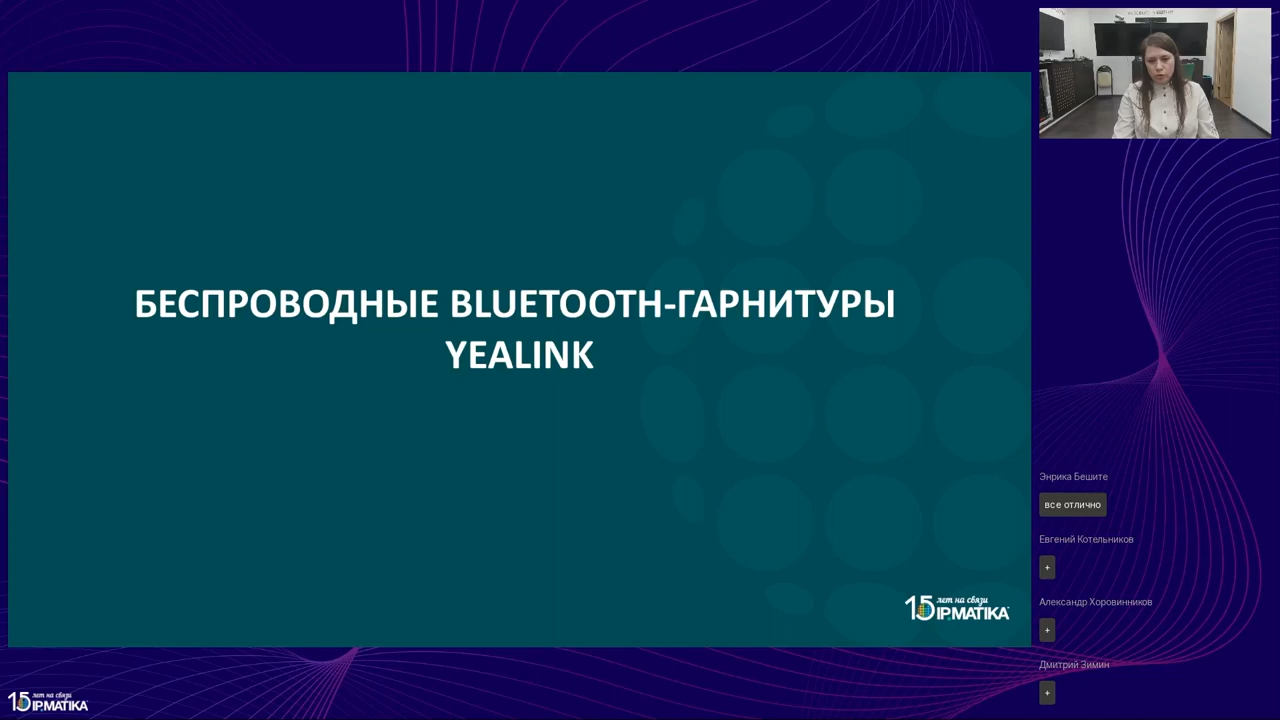 БЕСПРОВОДНЫЕ BLUETOOTH-ГАРНИТУРЫ
YEALINK
15 лет на связи
IPMATIKA
Энрика Бешите
все отлично
Евгений Котельников
+
Александр Хоровинников
+
Дмитрий Зимин
+
15 лет на связи
IPMATIKA